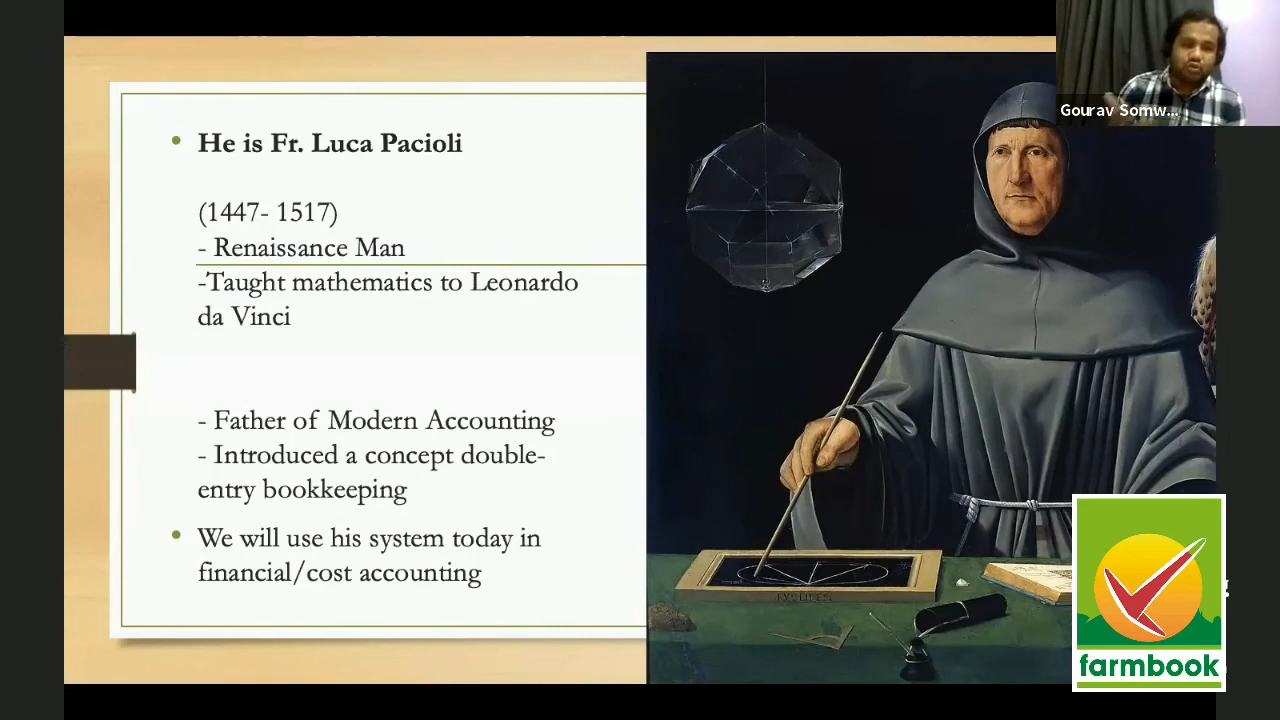 He is Fr. Luca Pacioli
(1447- 1517)
- Renaissance Man
-Taught mathematics to Leonardo
da Vinci
- Father of Modern Accounting
- Introduced a concept double-
entry bookkeeping
We will use his system today in
financial/cost accounting
Gourav Somw...
farmbook